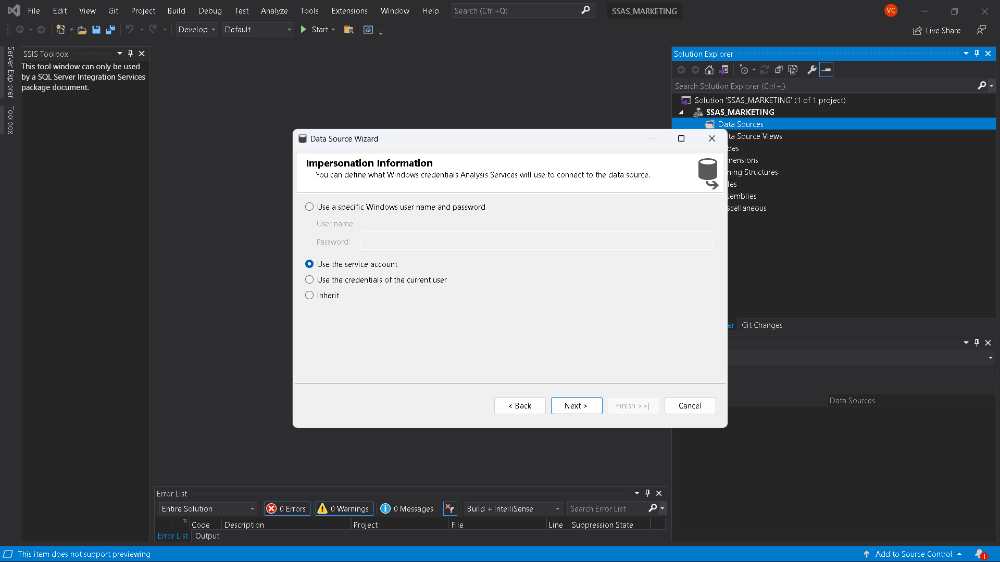 File Edit View Git Project Build Debug Test Analyze Tools Extensions Window Help Search (Ctrl+Q) SSAS_MARKETING VC
Develop Default Start Live Share
Server Explorer
Toolbox
SSIS Toolbox
This tool window can only be used
by a SQL Server Integration Services
package document.
Solution Explorer
Search Solution Explorer (Ctrl+;)
Solution 'SSAS_MARKETING' (1 of 1 project)
SSAS_MARKETING
Data Sources
ta Source Views
bes
mensions
ning Structures
les
semblies
scellaneous
er Git Changes
Data Sources
Data Source Wizard
Impersonation Information
You can define what Windows credentials Analysis Services will use to connect to the data source.
Use a specific Windows user name and password
User name:
Password:
Use the service account
Use the credentials of the current user
Inherit
< Back Next > Finish >>| Cancel
Error List
Entire Solution 0 Errors 0 Warnings 0 Messages Build + IntelliSense Search Error List
Code Description Project File Line Suppression State
Error List Output
This item does not support previewing Add to Source Control 1